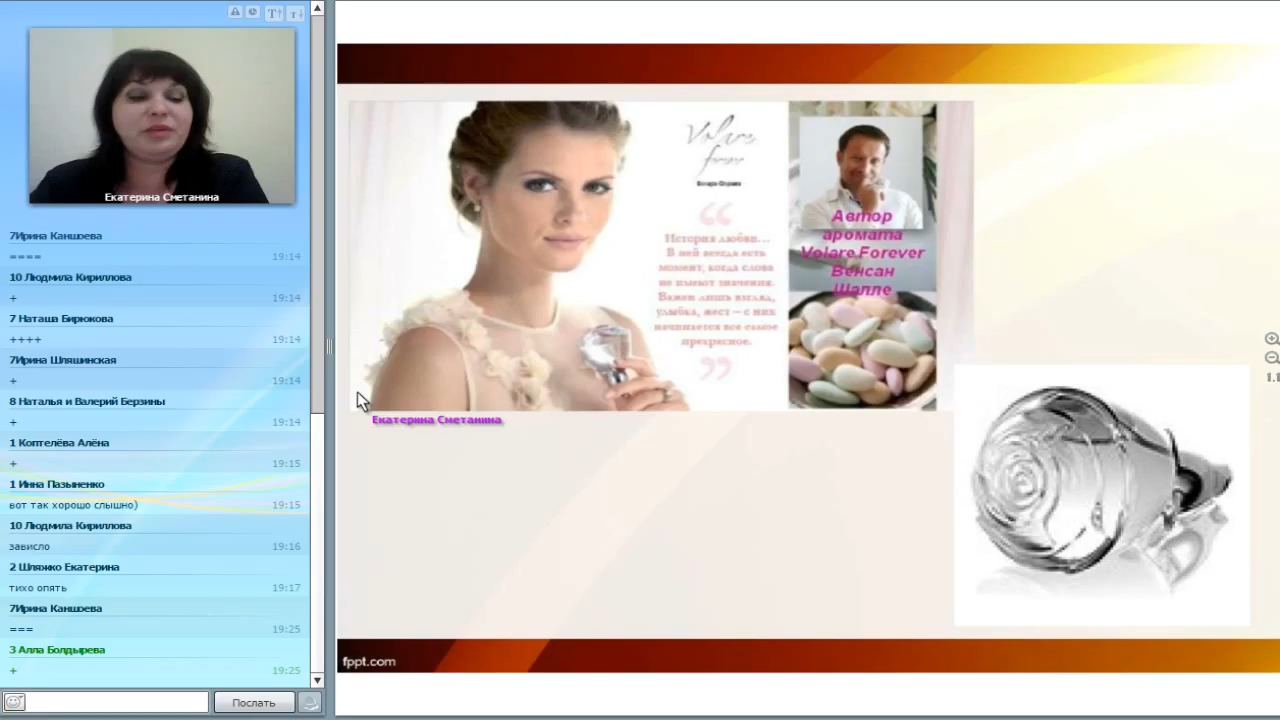 Екатерина Сметанина
7Ирина Каншоева
====
19:14
10 Людмила Кириллова
+
19:14
7 Наташа Бирюкова
++++
19:14
7Ирина Шляшинская
+
19:14
8 Наталья и Валерий Берзины
+
19:14
1 Коптелёва Алёна
+
19:15
1 Инна Пазыненко
вот так хорошо слышно)
19:15
10 Людмила Кириллова
зависло
19:16
2 Шляжко Екатерина
тихо опять
19:17
7Ирина Каншоева
===
19:25
3 Алла Болдырева
+
19:25
Послать
Volare
forever
Воларе Форева
“
История любви...
В ней всегда есть
момент, когда слова
не имеют значения.
Важен лишь взгляд,
улыбка, жест – с них
начинается все самое
прекрасное.
”
Автор
аромата
Volare Forever
Венсан
Шалле
Екатерина Сметанина
fppt.com